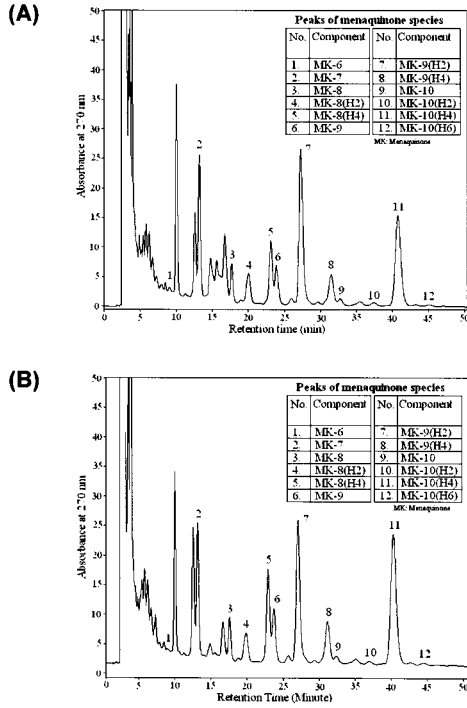 (A)
Peaks of menaquinone species
No. Component No. Component
1. MK-6 7. MK-9(H2)
2. MK-7 8. MK-9(H4)
3. MK-8 9. MK-10
4. MK-8(H2) 10. MK-10(H2)
5. MK-8(H4) 11. MK-10(H4)
6. MK-9 12. MK-10(H6)
MK: Menaquinone
Absorbance at 270 nm
50
45
40
35
30
25
20
15
10
5
0
1 2 3 4 5 6 7 8 9 10 11 12
0 5 10 15 20 25 30 35 40 45 50
Retention time (min)
(B)
Peaks of menaquinone species
No. Component No. Component
1. MK-6 7. MK-9(H2)
2. MK-7 8. MK-9(H4)
3. MK-8 9. MK-10
4. MK-8(H2) 10. MK-10(H2)
5. MK-8(H4) 11. MK-10(H4)
6. MK-9 12. MK-10(H6)
MK: Menaquinone
Absorbance at 270 nm
50
45
40
35
30
25
20
15
10
5
0
1 2 3 4 5 6 7 8 9 10 11 12
0 5 10 15 20 25 30 35 40 45 50
Retention Time (Minute)